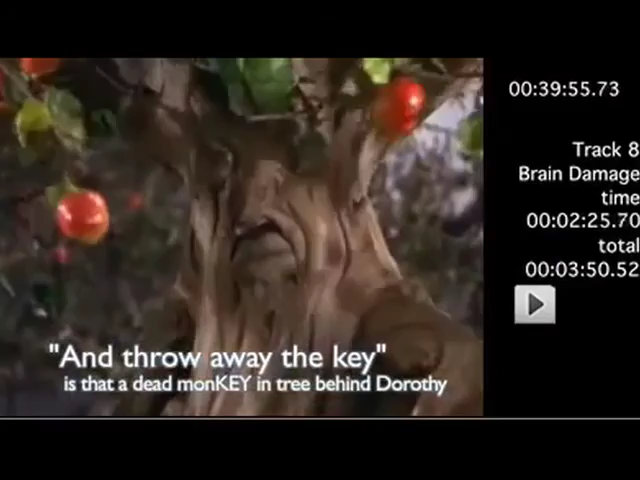 00:39:55.73
Track 8
Brain Damage
time
00:02:25.70
total
00:03:50.52
"And throw away the key"
is that a dead monKEY in tree behind Dorothy